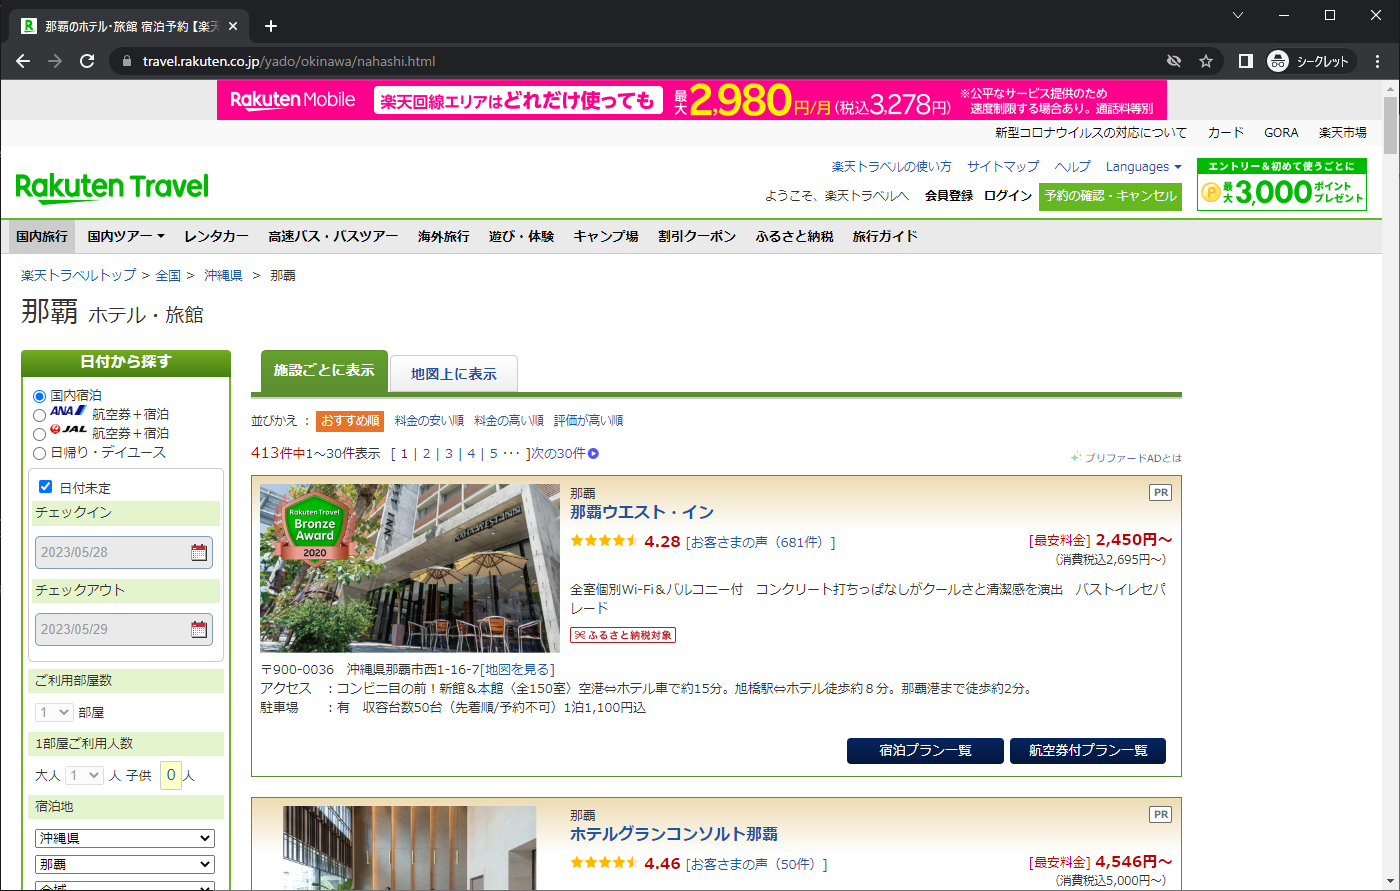 那覇のホテル・旅館 宿泊予約【楽天
travel.rakuten.co.jp/yado/okinawa/nahashi.html
シークレット
Rakuten Mobile
楽天回線エリアはどれだけ使っても
最大2,980円/月(税込3,278円)
※公平なサービス提供のため
速度制限する場合あり。通話料等別
新型コロナウイルスの対応について カード GORA 楽天市場
Rakuten Travel
楽天トラベルの使い方 サイトマップ ヘルプ Languages
ようこそ、楽天トラベルへ 会員登録 ログイン 予約の確認・キャンセル
エントリー&初めて使うごとに
最大3,000ポイントプレゼント
国内旅行 国内ツアー レンタカー 高速バス・バスツアー 海外旅行 遊び・体験 キャンプ場 割引クーポン ふるさと納税 旅行ガイド
楽天トラベルトップ > 全国 > 沖縄県 > 那覇
那覇 ホテル・旅館
日付から探す
国内宿泊
ANA 航空券+宿泊
JAL 航空券+宿泊
日帰り・デイユース
日付未定
チェックイン
2023/05/28
チェックアウト
2023/05/29
ご利用部屋数
1 部屋
1部屋ご利用人数
大人 1 人 子供 0 人
宿泊地
沖縄県
那覇
全域
施設ごとに表示 地図上に表示
並びかえ : おすすめ順 料金の安い順 料金の高い順 評価が高い順
413件中1~30件表示 [ 1 | 2 | 3 | 4 | 5 ･･･ ]次の30件
プリファードADとは
Rakuten Travel
Bronze
Award
2020
NAHA WEST INN
那覇
PR
那覇ウエスト・イン
4.28 [お客さまの声(681件)]
[最安料金] 2,450円~
(消費税込2,695円~)
全室個別Wi-Fi&バルコニー付 コンクリート打ちっぱなしがクールさと清潔感を演出 バストイレセパ
レード
ふるさと納税対象
〒900-0036 沖縄県那覇市西1-16-7[地図を見る]
アクセス :コンビニ目の前!新館&本館〈全150室〉空港⇔ホテル車で約15分。旭橋駅⇔ホテル徒歩約8分。那覇港まで徒歩約2分。
駐車場 :有 収容台数50台(先着順/予約不可)1泊1,100円込
宿泊プラン一覧 航空券付プラン一覧
那覇
PR
ホテルグランコンソルト那覇
4.46 [お客さまの声(50件)]
[最安料金] 4,546円~
(消費税込5,000円~)